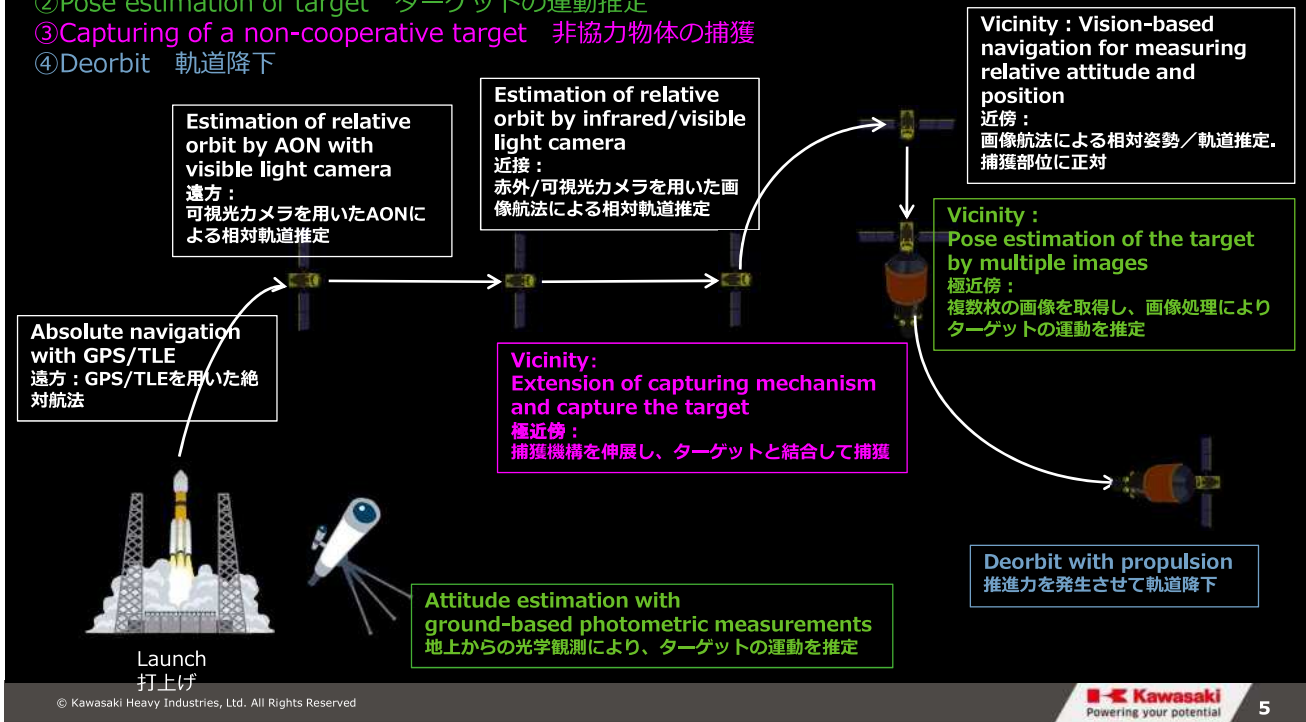 ②Pose estimation of target ターゲットの運動推定
③Capturing of a non-cooperative target 非協力物体の捕獲
④Deorbit 軌道降下
Estimation of relative
orbit by AON with
visible light camera
遠方：
可視光カメラを用いたAONに
よる相対軌道推定
Estimation of relative
orbit by infrared/visible
light camera
近接：
赤外/可視光カメラを用いた画
像航法による相対軌道推定
Vicinity : Vision-based
navigation for measuring
relative attitude and
position
近傍：
画像航法による相対姿勢／軌道推定.
捕獲部位に正対
Vicinity :
Pose estimation of the target
by multiple images
極近傍：
複数枚の画像を取得し、画像処理により
ターゲットの運動を推定
Absolute navigation
with GPS/TLE
遠方：GPS/TLEを用いた絶
対航法
Vicinity:
Extension of capturing mechanism
and capture the target
極近傍：
捕獲機構を伸展し、ターゲットと結合して捕獲
Deorbit with propulsion
推進力を発生させて軌道降下
Attitude estimation with
ground-based photometric measurements
地上からの光学観測により、ターゲットの運動を推定
Launch
打上げ
© Kawasaki Heavy Industries, Ltd. All Rights Reserved
Kawasaki
Powering your potential
5